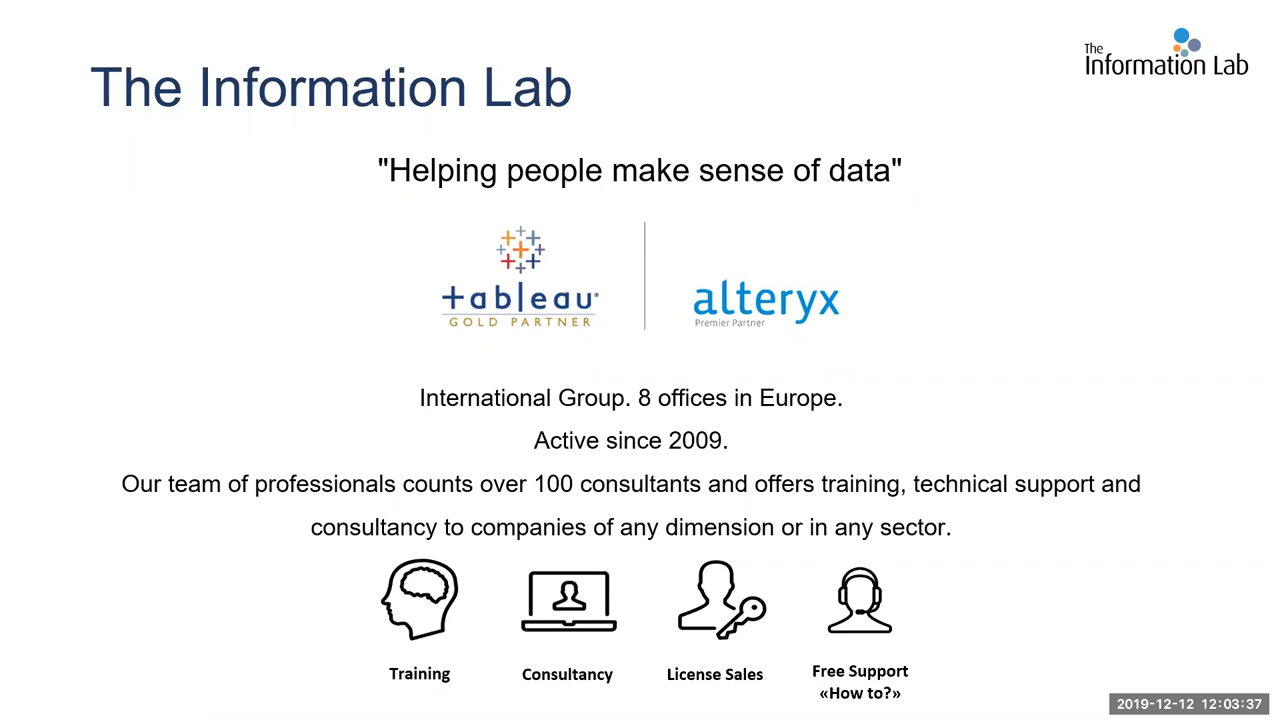 The Information Lab
The
Information Lab
"Helping people make sense of data"
+ableau®
GOLD PARTNER
alteryx
Premier Partner
International Group. 8 offices in Europe.
Active since 2009.
Our team of professionals counts over 100 consultants and offers training, technical support and
consultancy to companies of any dimension or in any sector.
Training
Consultancy
License Sales
Free Support
«How to?»
2019-12-12 12:03:37